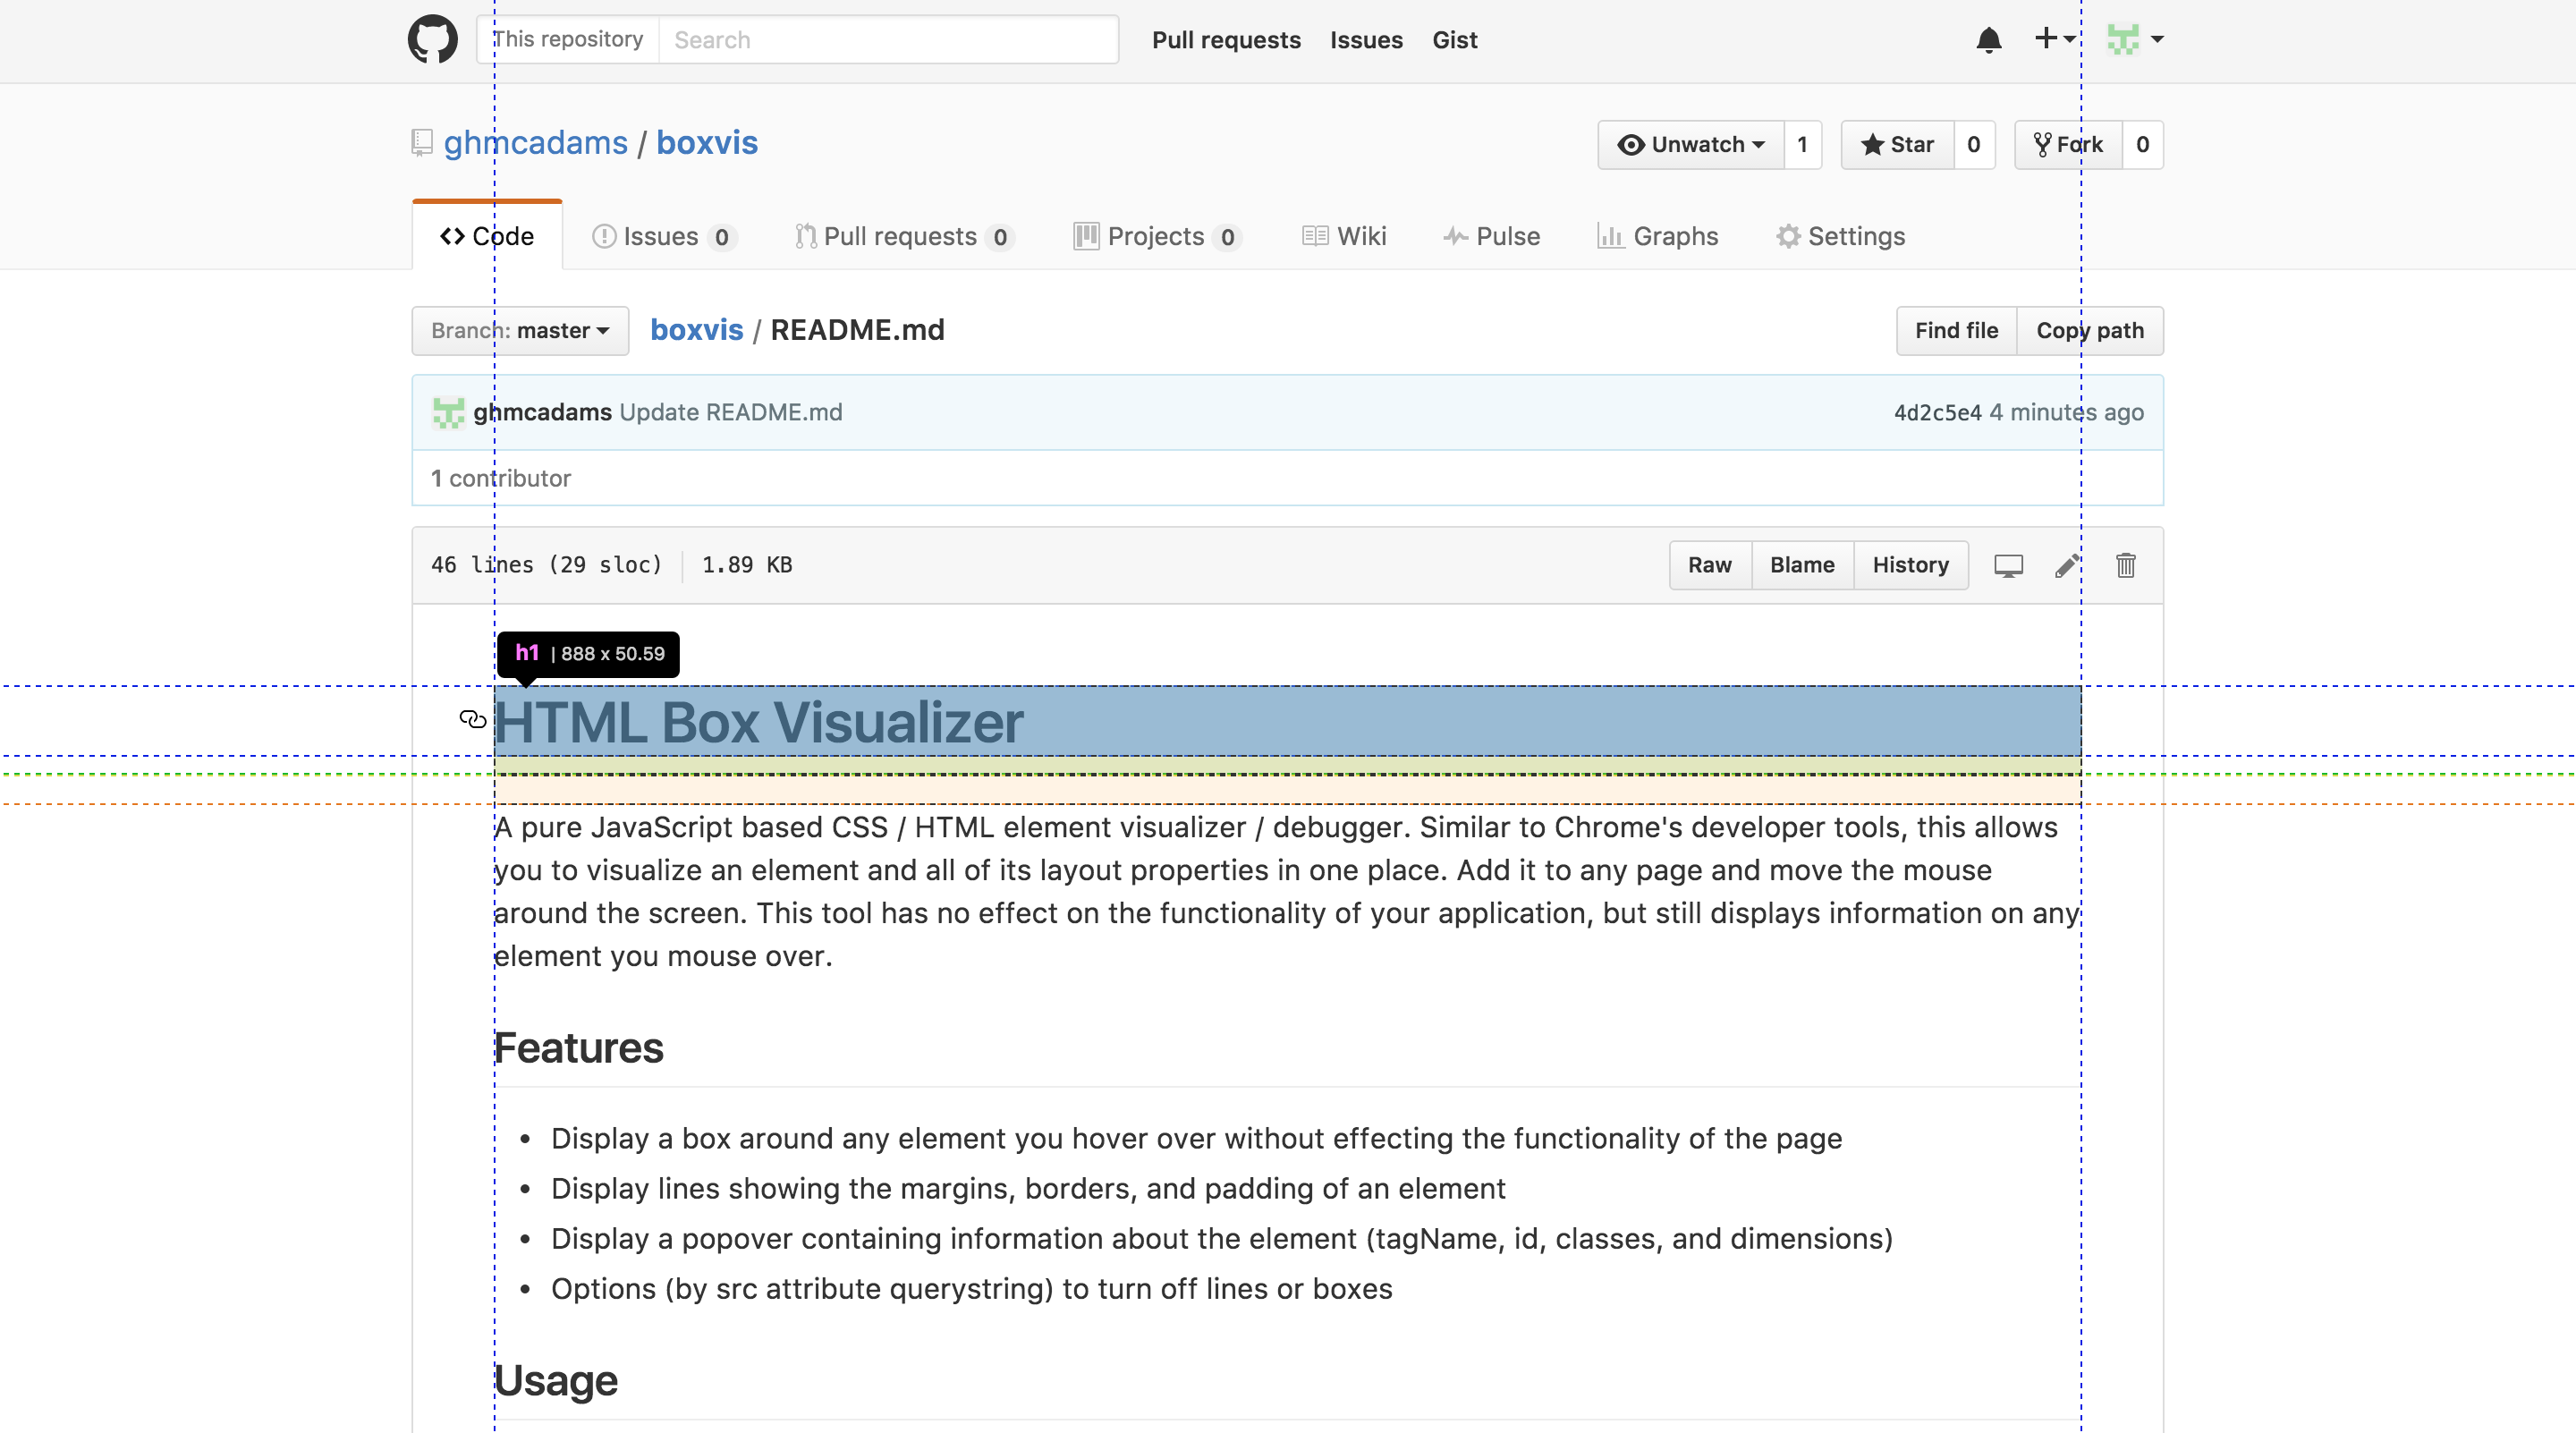 This repository Search Pull requests Issues Gist
ghmcadams / boxvis Unwatch 1 Star 0 Fork 0
Code Issues 0 Pull requests 0 Projects 0 Wiki Pulse Graphs Settings
Branch: master boxvis / README.md Find file Copy path
ghmcadams Update README.md 4d2c5e4 4 minutes ago
1 contributor
46 lines (29 sloc) 1.89 KB Raw Blame History
h1 | 888 x 50.59
HTML Box Visualizer
A pure JavaScript based CSS / HTML element visualizer / debugger. Similar to Chrome's developer tools, this allows
you to visualize an element and all of its layout properties in one place. Add it to any page and move the mouse
around the screen. This tool has no effect on the functionality of your application, but still displays information on any
element you mouse over.
Features
• Display a box around any element you hover over without effecting the functionality of the page
• Display lines showing the margins, borders, and padding of an element
• Display a popover containing information about the element (tagName, id, classes, and dimensions)
• Options (by src attribute querystring) to turn off lines or boxes
Usage